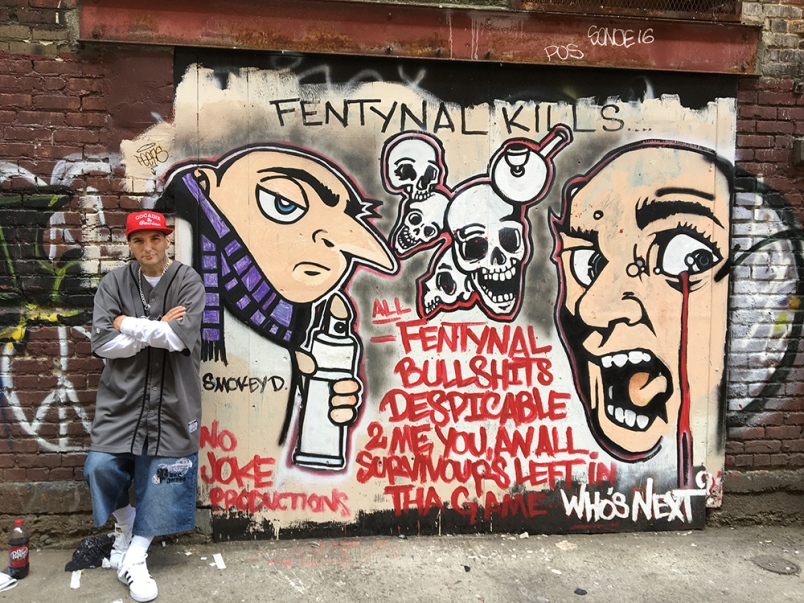 SONDE16
POS
FENTYNAL KILLS....
COCAINE
&
SMOKEY D.
ALL
FENTYNAL
BULLSHITS
DESPICABLE
2 ME YOU, AN ALL.
SURVIVOURS LEFT IN
THA GAME
WHO'S NEXT?
NO
JOKE
PRODUCTIONS